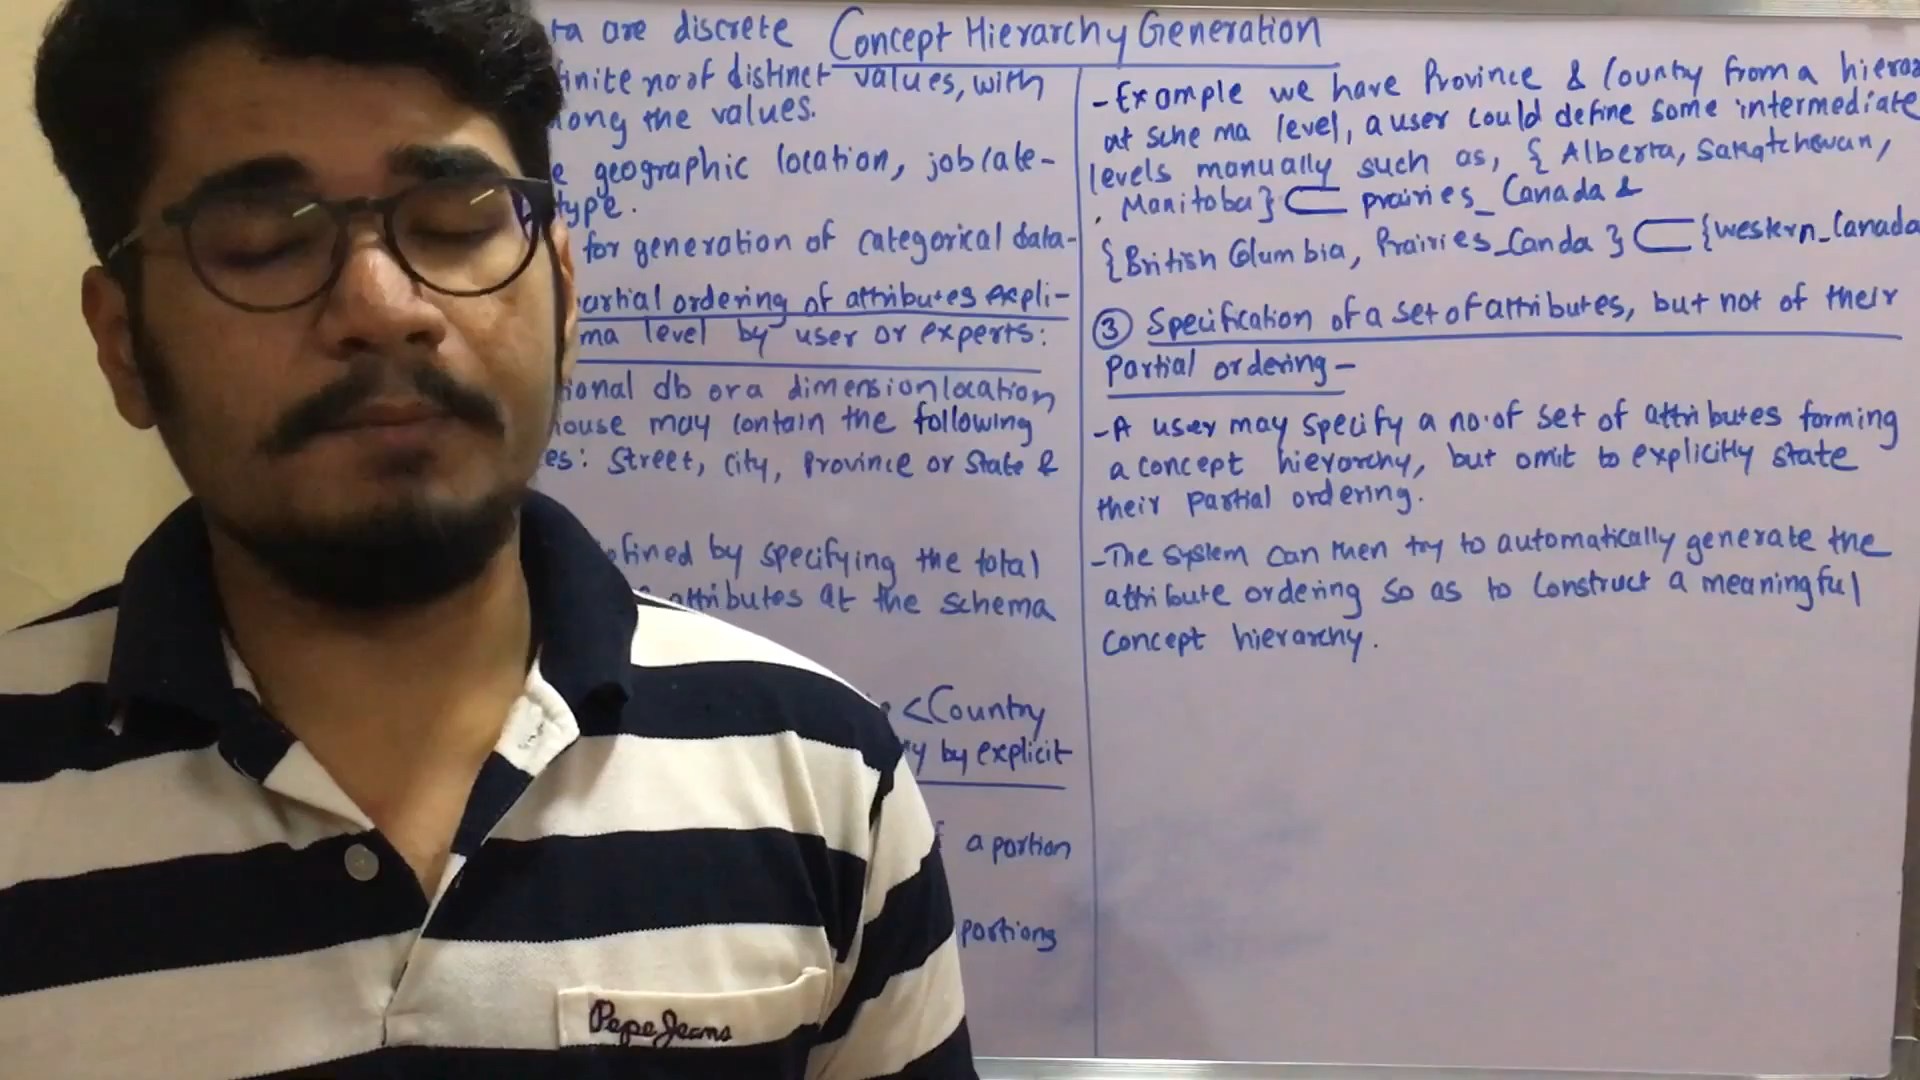 ta are discrete Concept Hierarchy Generation
finite no of distinct values, with
mong the values.
e geographic location, job cate-
type.
for generation of categorical data-
artial ordering of attributes expli-
ma level by user or experts:
ional db or a dimension location
house may contain the following
es: Street, City, Province or State &
fined by specifying the total
attributes at the schema
< Country
y by explicit
a portion
portions
- Example we have Province & Country from a hierar
at schema level, a user could define some intermediate
levels manually such as, { Alberta, Saskatchewan,
, Manitoba} ⊂ prairies_Canada &
{British Columbia, Prairies_Canda } ⊂ {western_Canada
③ Specification of a set of attributes, but not of their
Partial ordering -
- A user may specify a no. of set of attributes forming
a concept hierarchy, but omit to explicitly state
their partial ordering.
- The system can then try to automatically generate the
attribute ordering so as to construct a meaningful
concept hierarchy.
Pepe Jeans